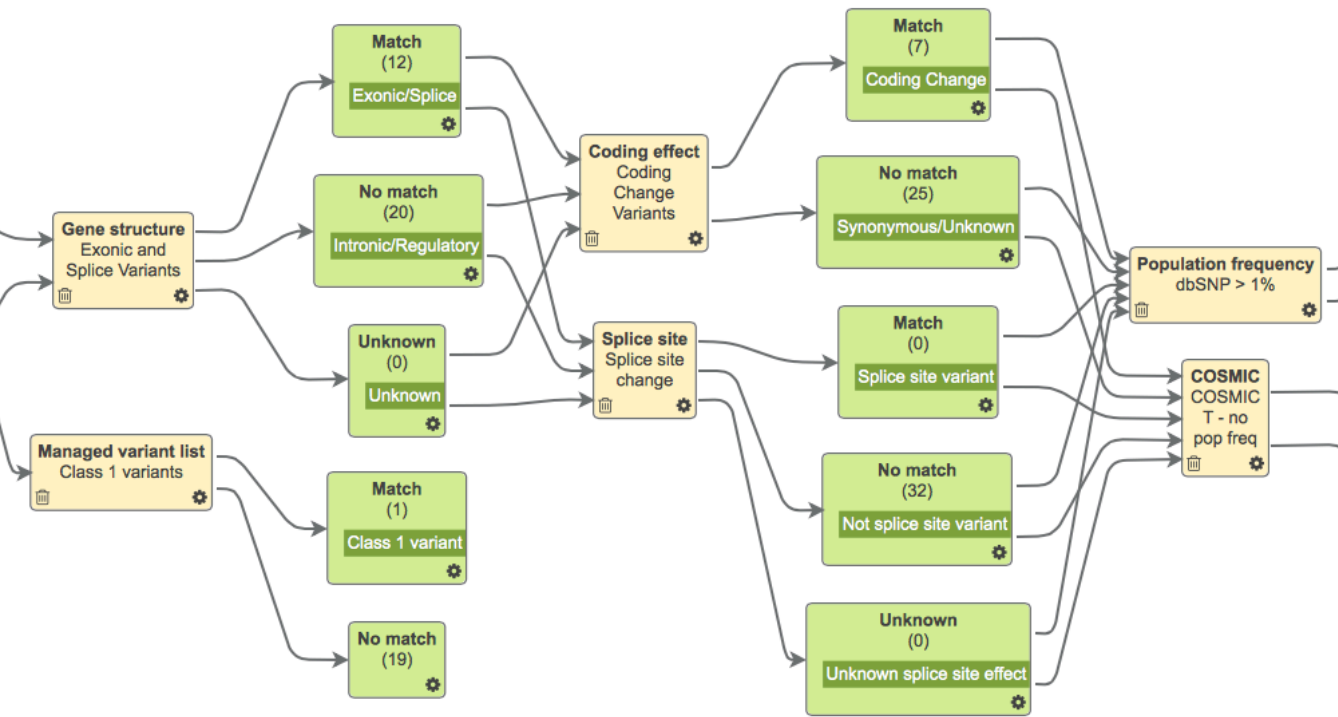 Gene structure
Exonic and
Splice Variants
Managed variant list
Class 1 variants
Match
(12)
Exonic/Splice
No match
(20)
Intronic/Regulatory
Unknown
(0)
Unknown
Match
(1)
Class 1 variant
No match
(19)
Coding effect
Coding
Change
Variants
Splice site
Splice site
change
Match
(7)
Coding Change
No match
(25)
Synonymous/Unknown
Match
(0)
Splice site variant
No match
(32)
Not splice site variant
Unknown
(0)
Unknown splice site effect
Population frequency
dbSNP > 1%
COSMIC
COSMIC
T - no
pop freq